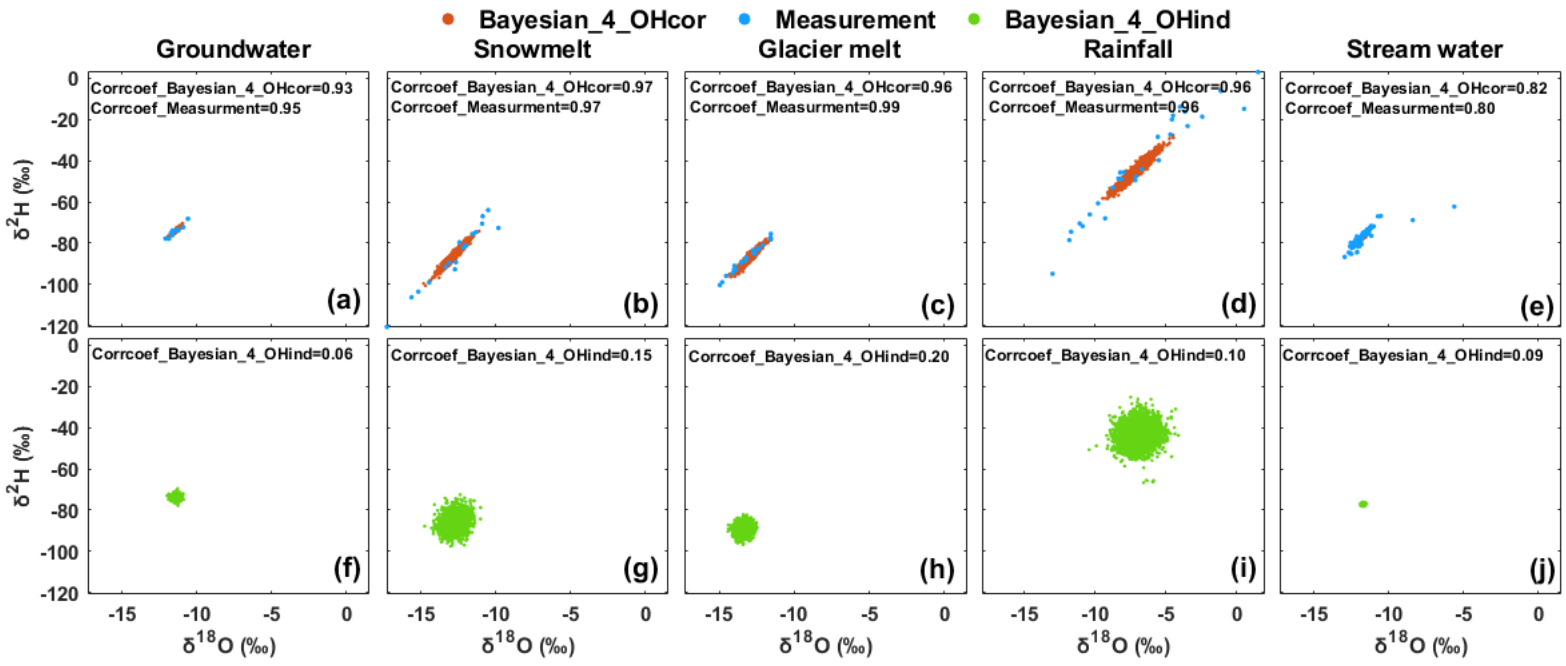 Bayesian_4_OHcor Measurement Bayesian_4_OHind
Groundwater Snowmelt Glacier melt Rainfall Stream water
Corrcoef_Bayesian_4_OHcor=0.93
Corrcoef_Measurment=0.95
Corrcoef_Bayesian_4_OHcor=0.97
Corrcoef_Measurment=0.97
Corrcoef_Bayesian_4_OHcor=0.96
Corrcoef_Measurment=0.99
Corrcoef_Bayesian_4_OHcor=0.96
Corrcoef_Measurment=0.96
Corrcoef_Bayesian_4_OHcor=0.82
Corrcoef_Measurment=0.80
0
-20
-40
-60
-80
-100
-120
δ²H (‰)
(a) (b) (c) (d) (e)
Corrcoef_Bayesian_4_OHind=0.06
Corrcoef_Bayesian_4_OHind=0.15
Corrcoef_Bayesian_4_OHind=0.20
Corrcoef_Bayesian_4_OHind=0.10
Corrcoef_Bayesian_4_OHind=0.09
0
-20
-40
-60
-80
-100
-120
δ²H (‰)
(f) (g) (h) (i) (j)
-15 -10 -5 0 -15 -10 -5 0 -15 -10 -5 0 -15 -10 -5 0 -15 -10 -5 0
δ¹⁸O (‰) δ¹⁸O (‰) δ¹⁸O (‰) δ¹⁸O (‰) δ¹⁸O (‰)